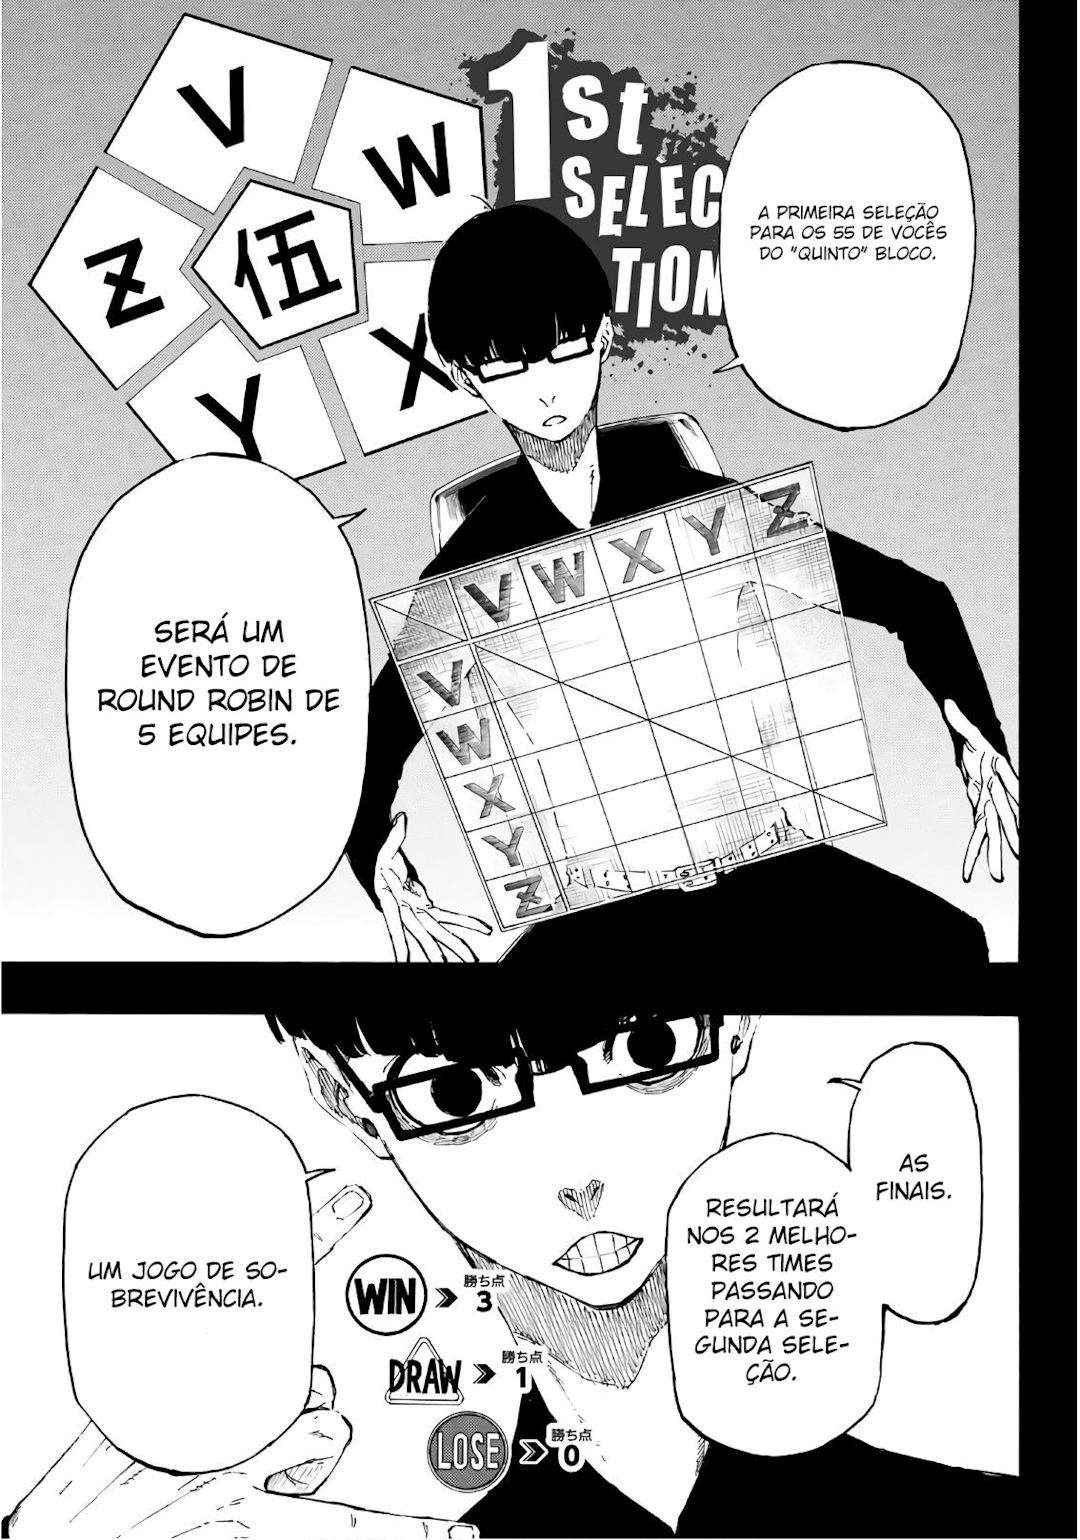 1st
SELEC
TION
A PRIMEIRA SELEÇÃO
PARA OS 55 DE VOCÊS
DO "QUINTO" BLOCO.
V
W
Z
伍
X
Y
SERÁ UM
EVENTO DE
ROUND ROBIN DE
5 EQUIPES.
V W X Y Z
V
W
X
Y
Z
AS
FINAIS.
RESULTARÁ
NOS 2 MELHO-
RES TIMES
PASSANDO
PARA A SE-
GUNDA SELE-
ÇÃO.
UM JOGO DE SO-
BREVIVÊNCIA.
WIN 勝ち点 3
DRAW 勝ち点 1
LOSE 勝ち点 0